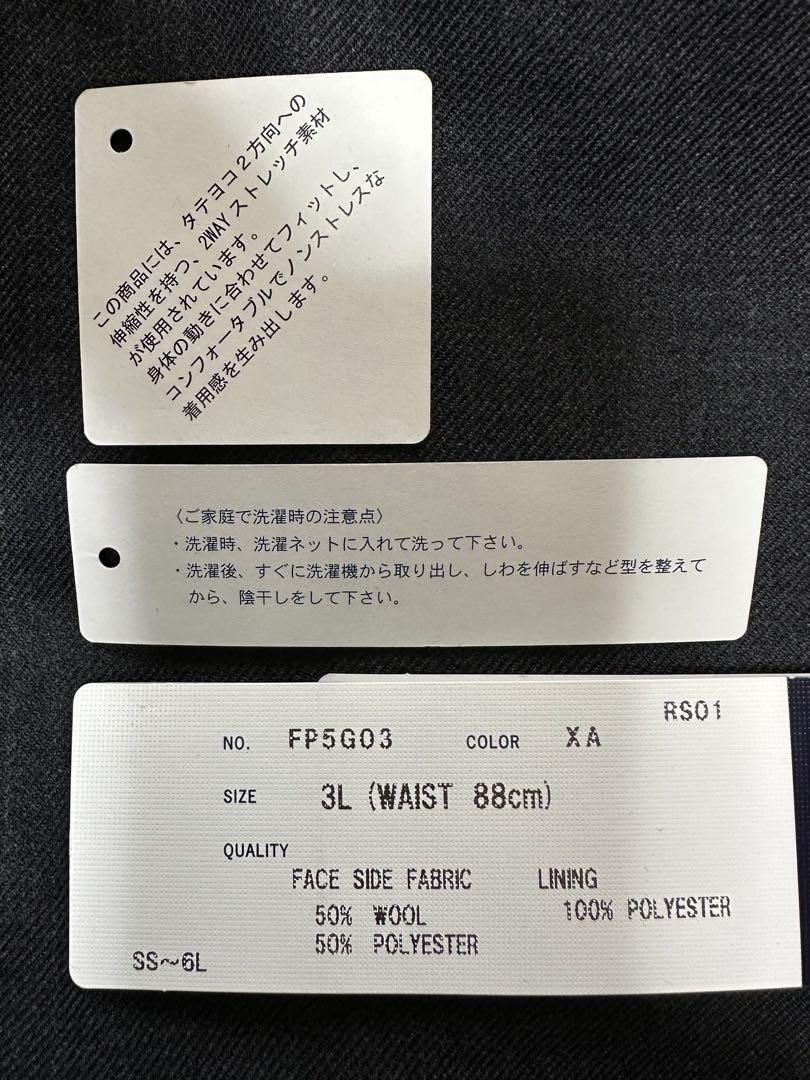 この商品には、タテヨコ2方向への
伸縮性を持つ、2WAYストレッチ素材
が使用されています。
身体の動きに合わせてフィットし、
コンフォータブルでノンストレスな
着用感を生み出します。
〈ご家庭で洗濯時の注意点〉
・洗濯時、洗濯ネットに入れて洗って下さい。
・洗濯後、すぐに洗濯機から取り出し、しわを伸ばすなど型を整えて
から、陰干しをして下さい。
RS01
NO. FP5G03 COLOR XA
SIZE 3L (WAIST 88cm)
QUALITY
FACE SIDE FABRIC LINING
50% WOOL 100% POLYESTER
50% POLYESTER
SS〜6L